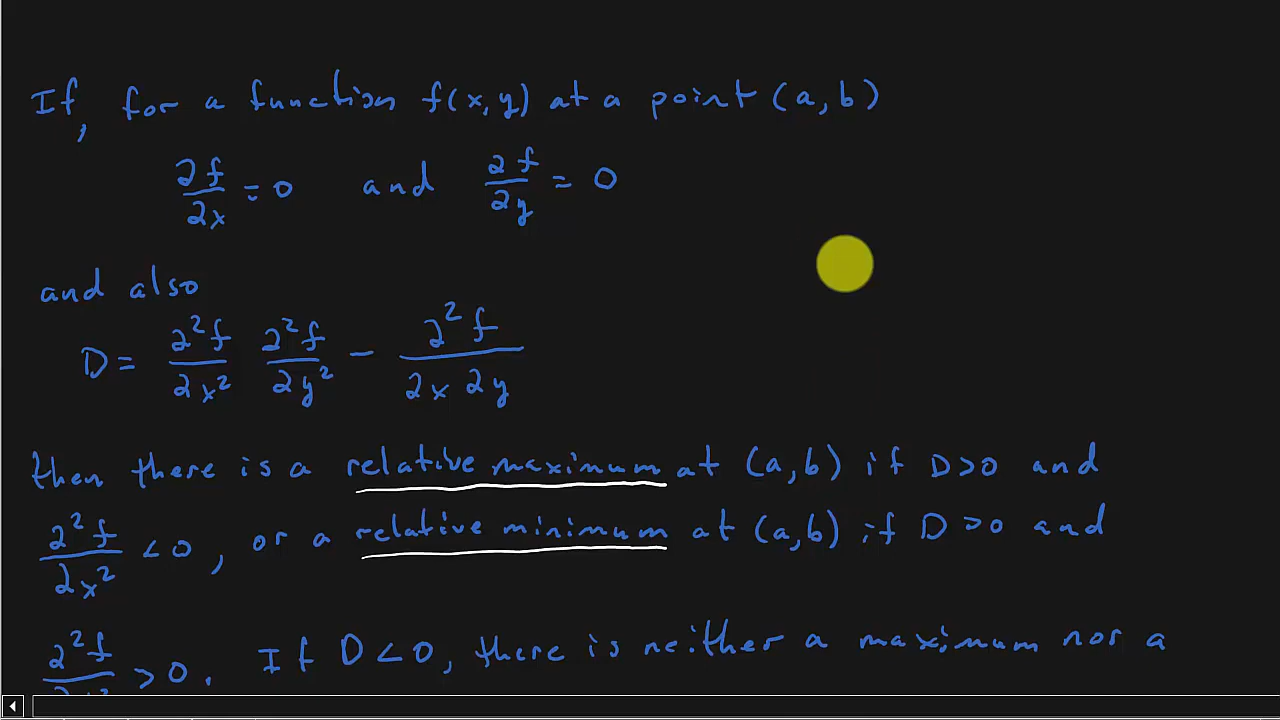 If, for a function f(x,y) at a point (a,b)
∂f/∂x = 0 and ∂f/∂y = 0
and also
D = ∂²f/∂x² ∂²f/∂y² − ∂²f/∂x∂y
then there is a relative maximum at (a,b) if D>0 and
∂²f/∂x² <0, or a relative minimum at (a,b) if D>0 and
∂²f/∂x² >0. If D<0, there is neither a maximum nor a